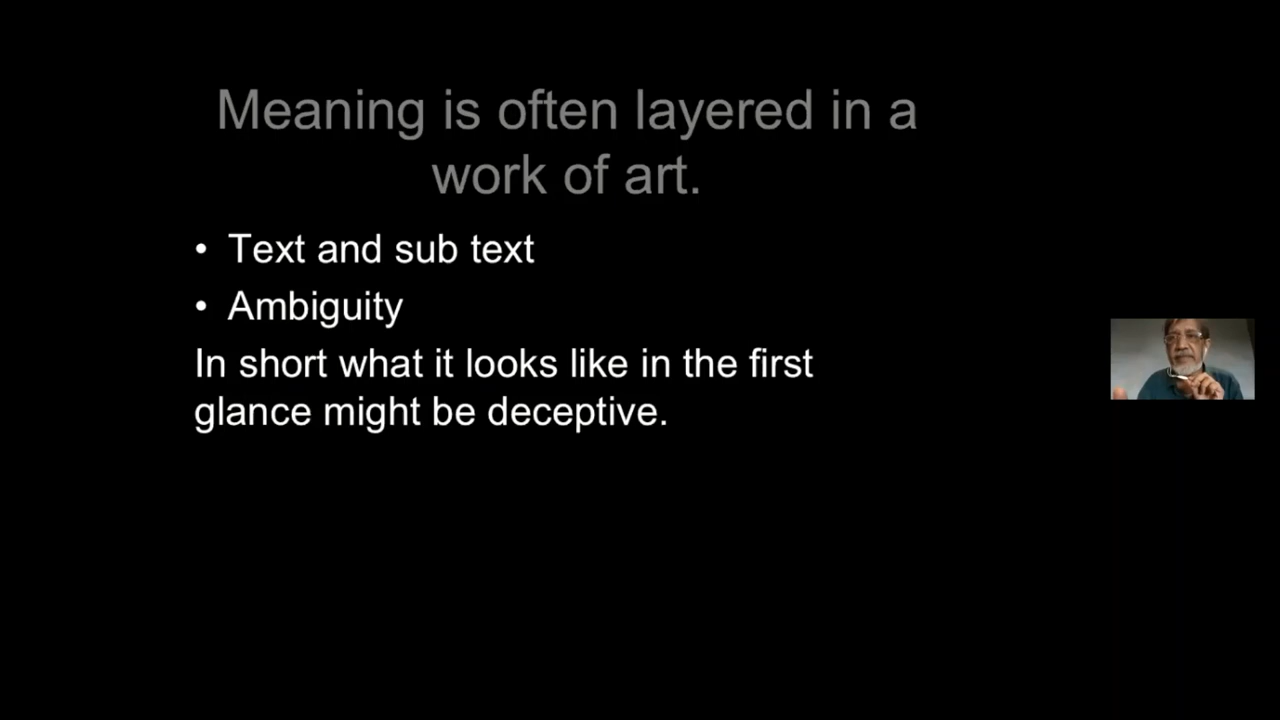 Meaning is often layered in a
work of art.
• Text and sub text
• Ambiguity
In short what it looks like in the first
glance might be deceptive.